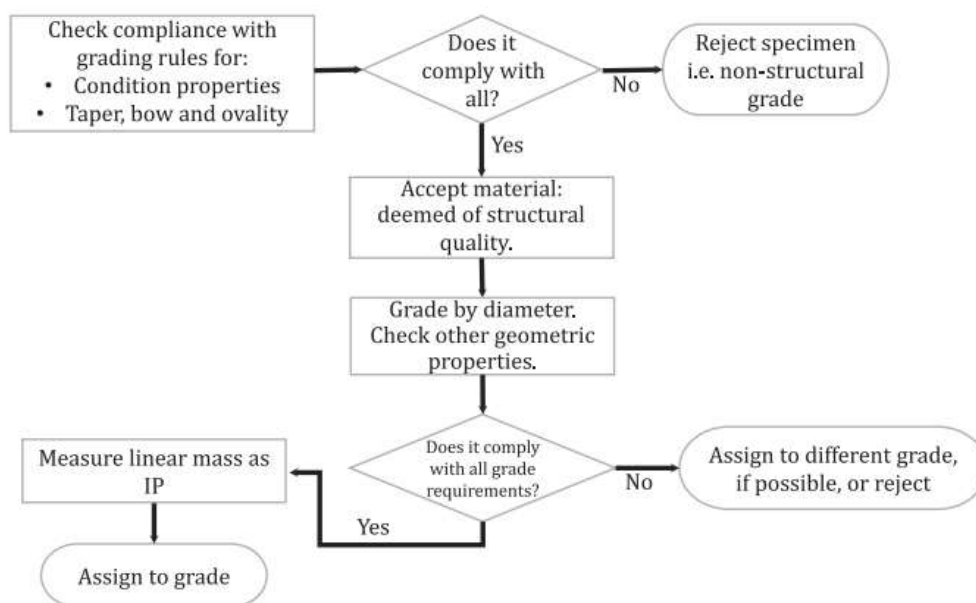 Check compliance with
grading rules for:
• Condition properties
• Taper, bow and ovality
Does it
comply with
all?
No
Reject specimen
i.e. non-structural
grade
Yes
Accept material:
deemed of structural
quality.
Grade by diameter.
Check other geometric
properties.
Does it comply
with all grade
requirements?
No
Assign to different grade,
if possible, or reject
Yes
Measure linear mass as
IP
Assign to grade